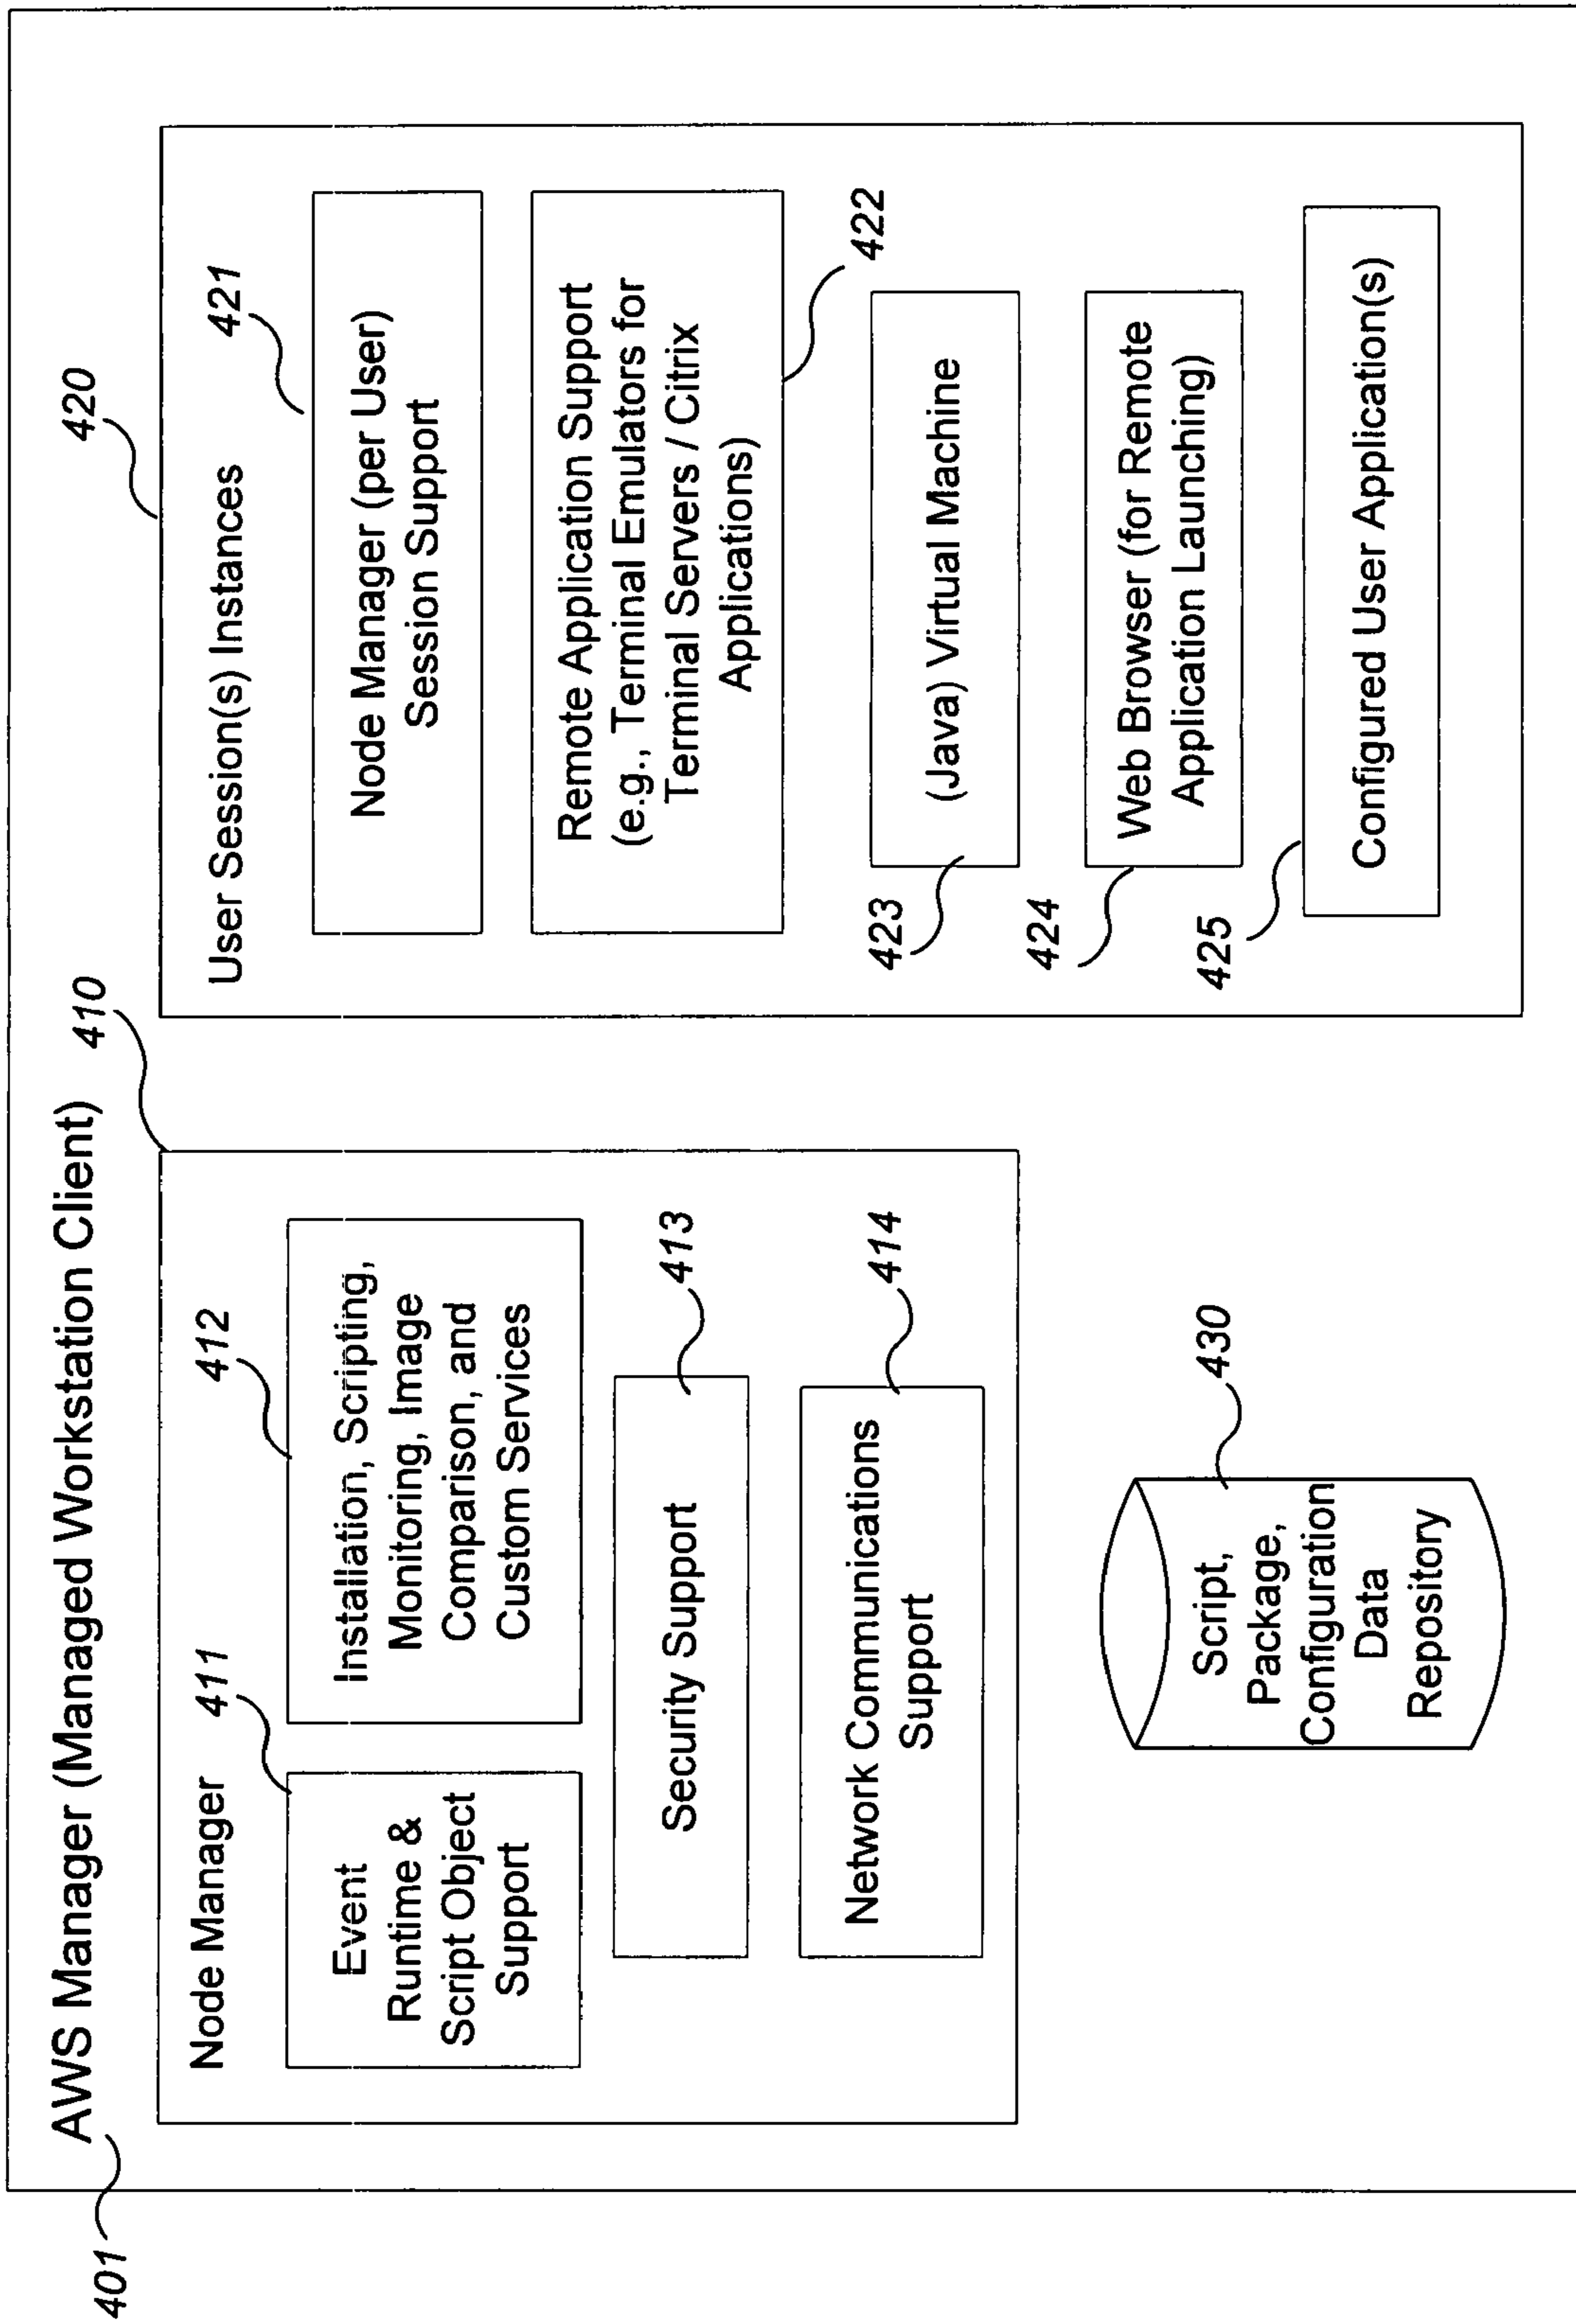 401
AWS Manager (Managed Workstation Client)
410
Node Manager
411
Event
Runtime &
Script Object
Support
412
Installation, Scripting,
Monitoring, Image
Comparison, and
Custom Services
Security Support
413
Network Communications
Support
414
Script,
Package,
Configuration
Data
Repository
430
420
User Session(s) Instances
421
Node Manager (per User)
Session Support
Remote Application Support
(e.g., Terminal Emulators for
Terminal Servers / Citrix
Applications)
422
423
(Java) Virtual Machine
424
Web Browser (for Remote
Application Launching)
425
Configured User Application(s)